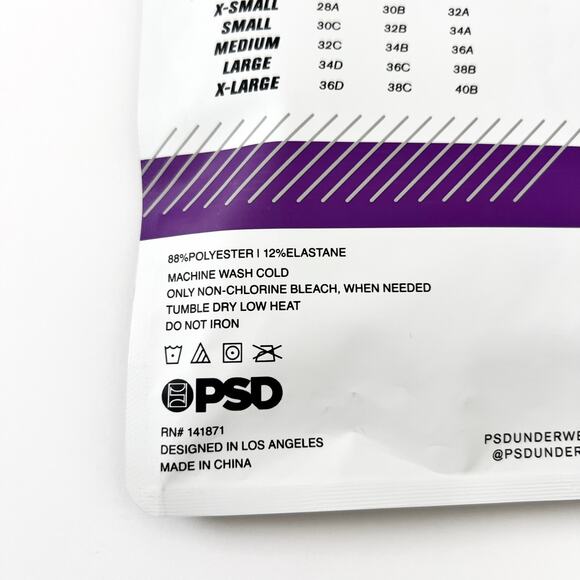 X-SMALL 28A 30B 32A
SMALL 30C 32B 34A
MEDIUM 32C 34B 36A
LARGE 34D 36C 38B
X-LARGE 36D 38C 40B
88%POLYESTER | 12%ELASTANE
MACHINE WASH COLD
ONLY NON-CHLORINE BLEACH, WHEN NEEDED
TUMBLE DRY LOW HEAT
DO NOT IRON
PSD
RN# 141871
DESIGNED IN LOS ANGELES
MADE IN CHINA
PSDUNDERWE
@PSDUNDER